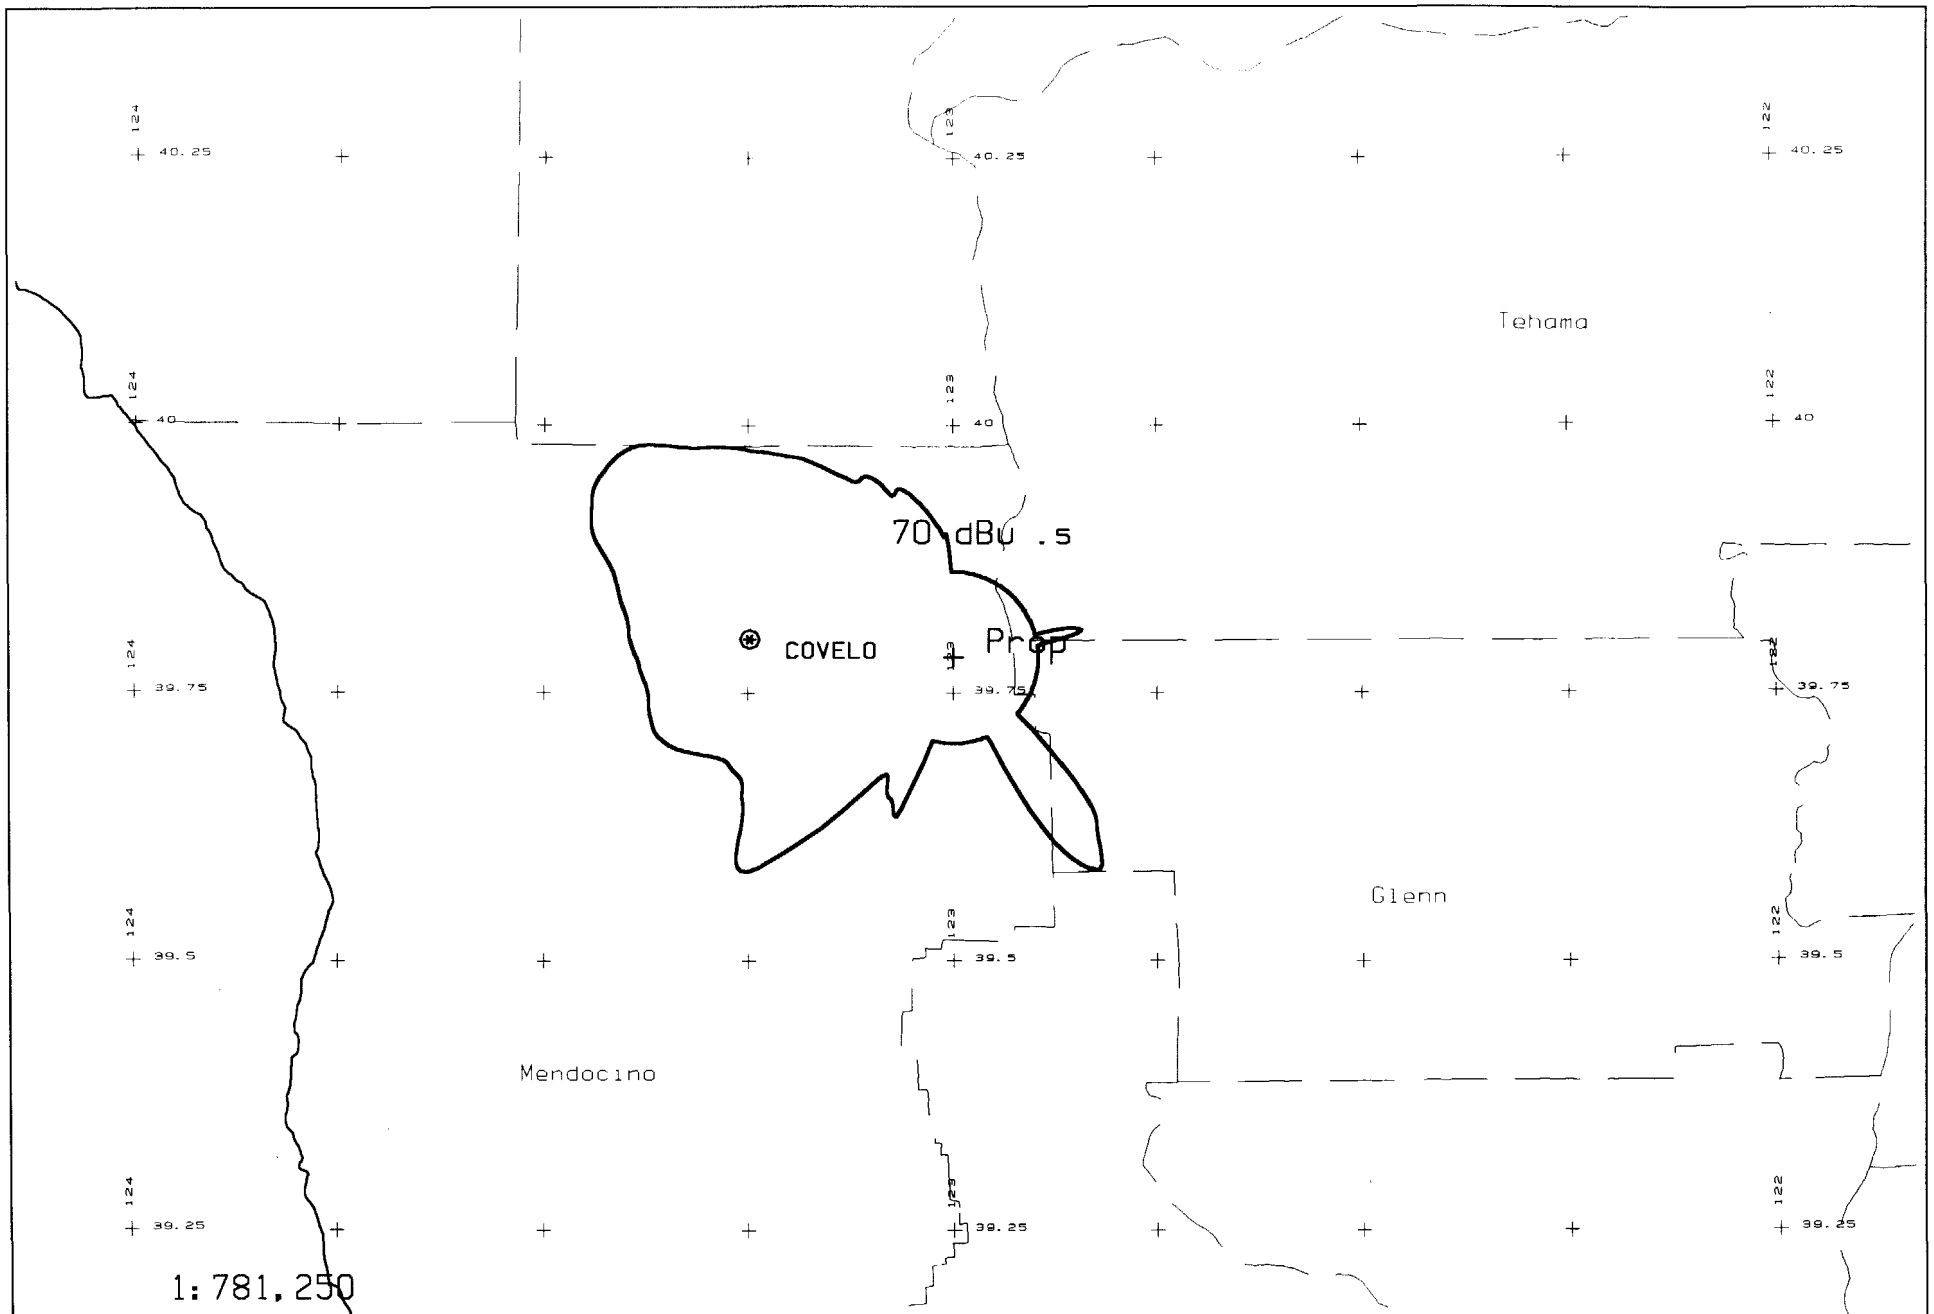 124 123 122
40.25 40.25 40.25
Tehama
124 123 122
40 40 40
70 dBu .s
COVELO Prop
124 123 122
39.75 39.75 39.75
Glenn
124 123 122
39.5 39.5 39.5
Mendocino
124 123 122
39.25 39.25 39.25
1:781,250